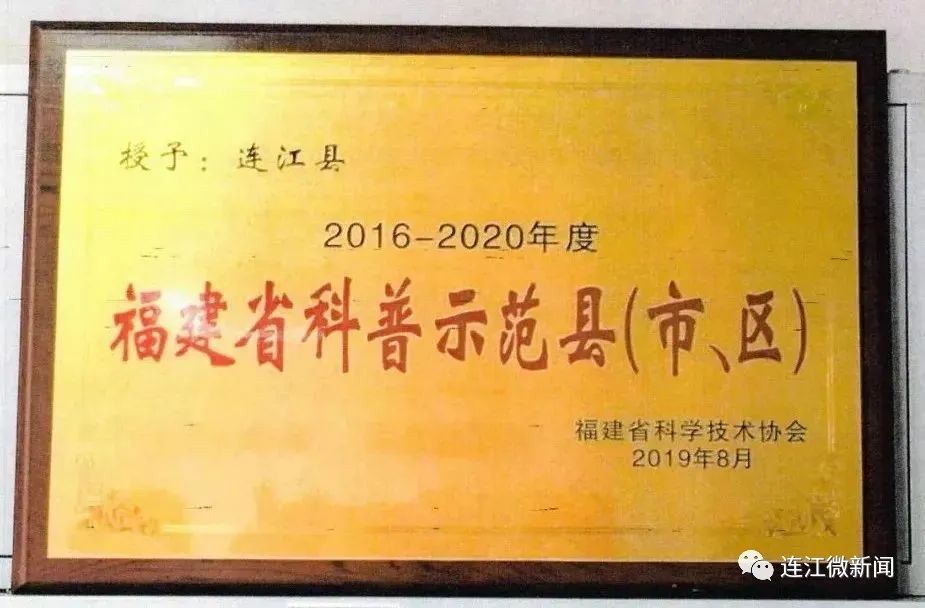 授予：连江县
2016-2020年度
福建省科普示范县(市、区)
福建省科学技术协会
2019年8月
连江微新闻